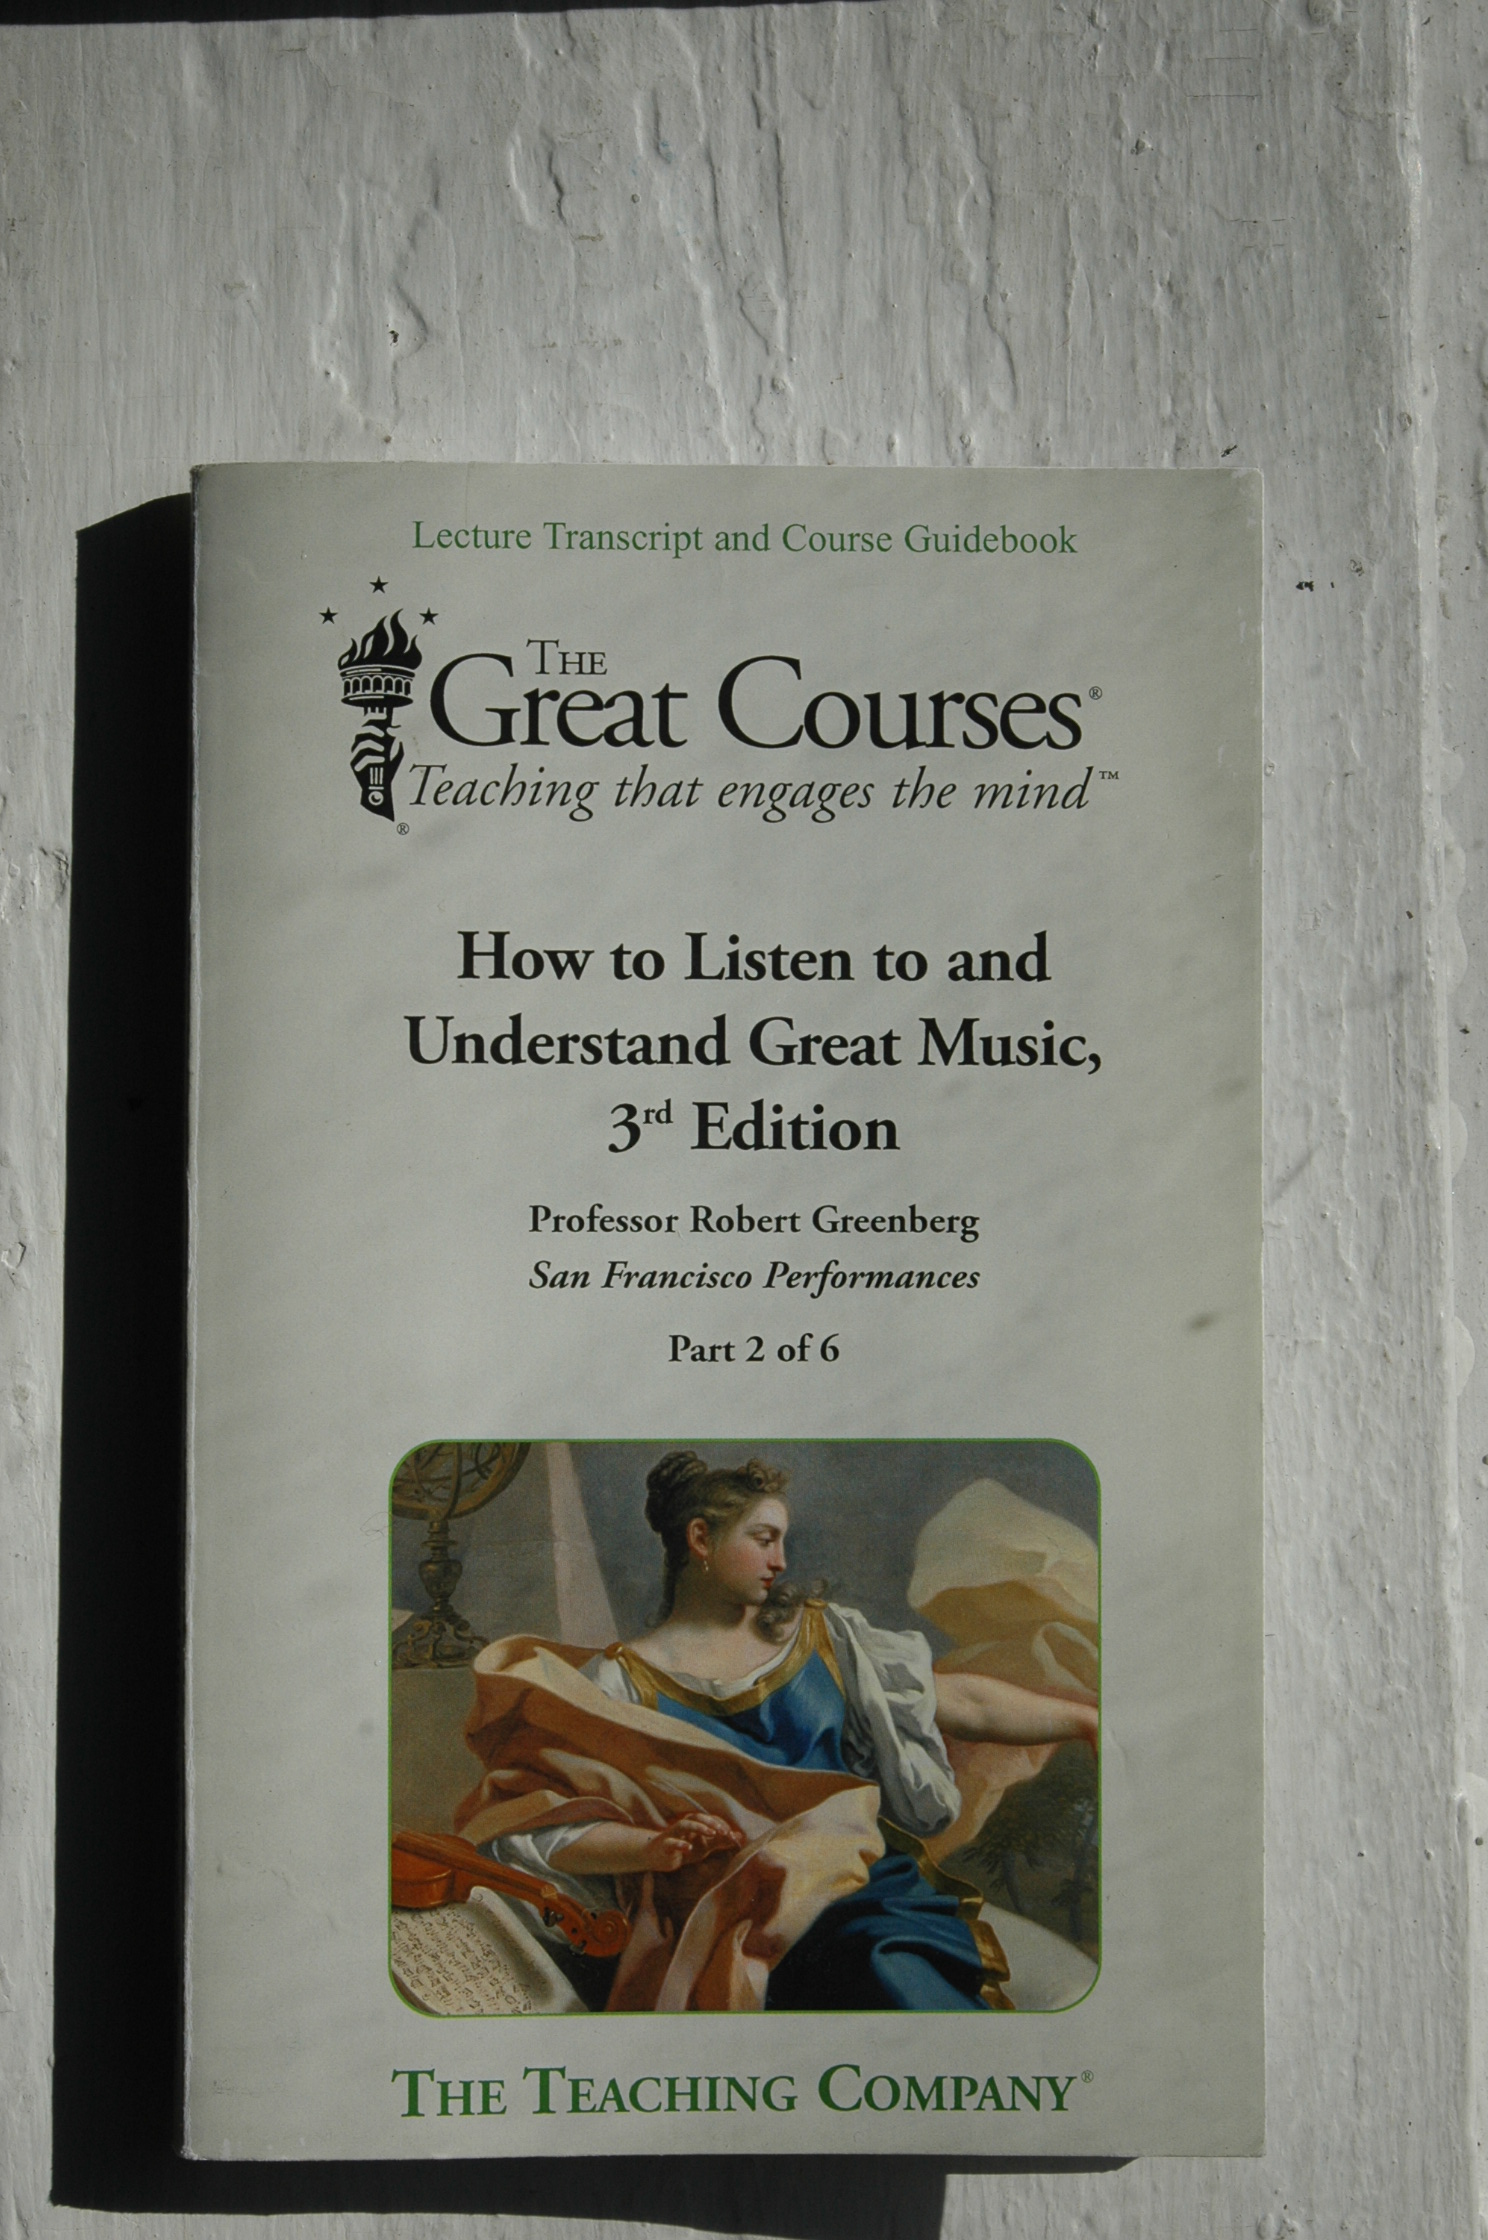 Lecture Transcript and Course Guidebook
THE
Great Courses®
Teaching that engages the mind™
®
How to Listen to and
Understand Great Music,
3rd Edition
Professor Robert Greenberg
San Francisco Performances
Part 2 of 6
THE TEACHING COMPANY®